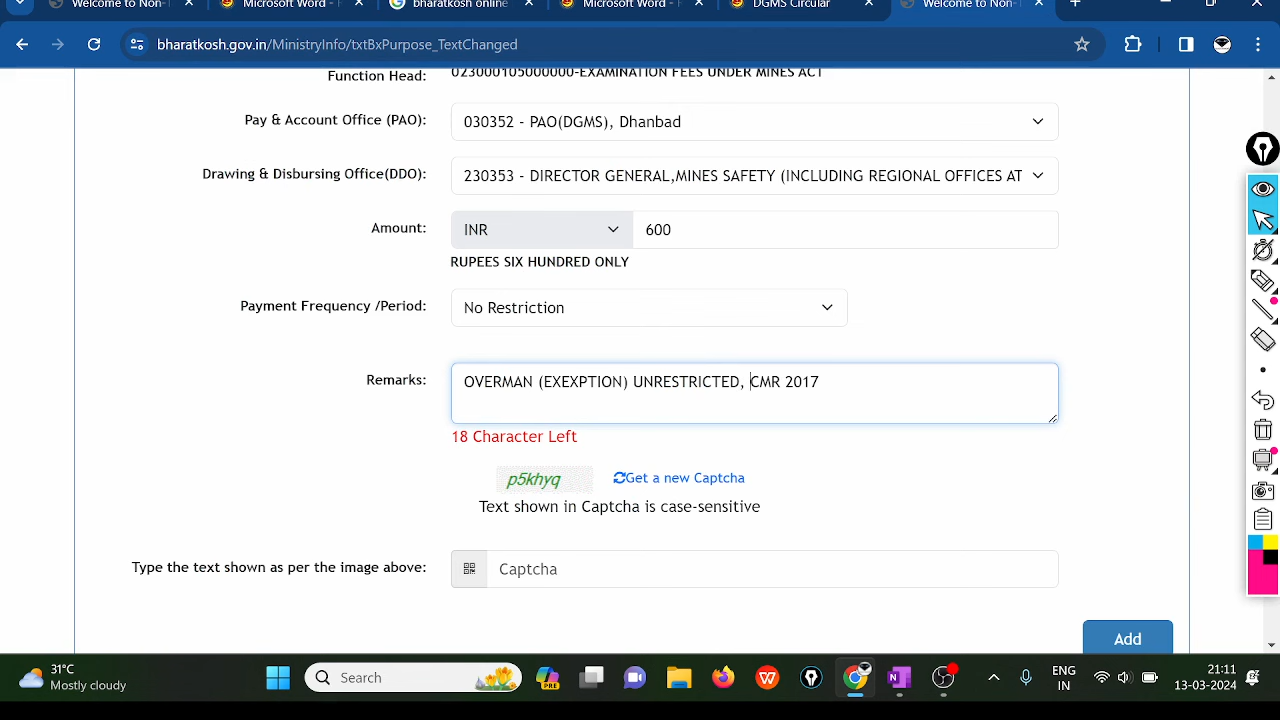 Welcome to Non-
Microsoft Word -
bharatkosh online
Microsoft Word -
DGMS Circular
Welcome to Non-
bharatkosh.gov.in/MinistryInfo/txtBxPurpose_TextChanged
Function Head: 023000105000000-EXAMINATION FEES UNDER MINES ACT
Pay & Account Office (PAO): 030352 - PAO(DGMS), Dhanbad
Drawing & Disbursing Office(DDO): 230353 - DIRECTOR GENERAL,MINES SAFETY (INCLUDING REGIONAL OFFICES AT
Amount: INR 600
RUPEES SIX HUNDRED ONLY
Payment Frequency /Period: No Restriction
Remarks: OVERMAN (EXEXPTION) UNRESTRICTED, CMR 2017
18 Character Left
p5khyq Get a new Captcha
Text shown in Captcha is case-sensitive
Type the text shown as per the image above: Captcha
Add
31°C
Mostly cloudy
Search
PRE
ENG
IN
21:11
13-03-2024